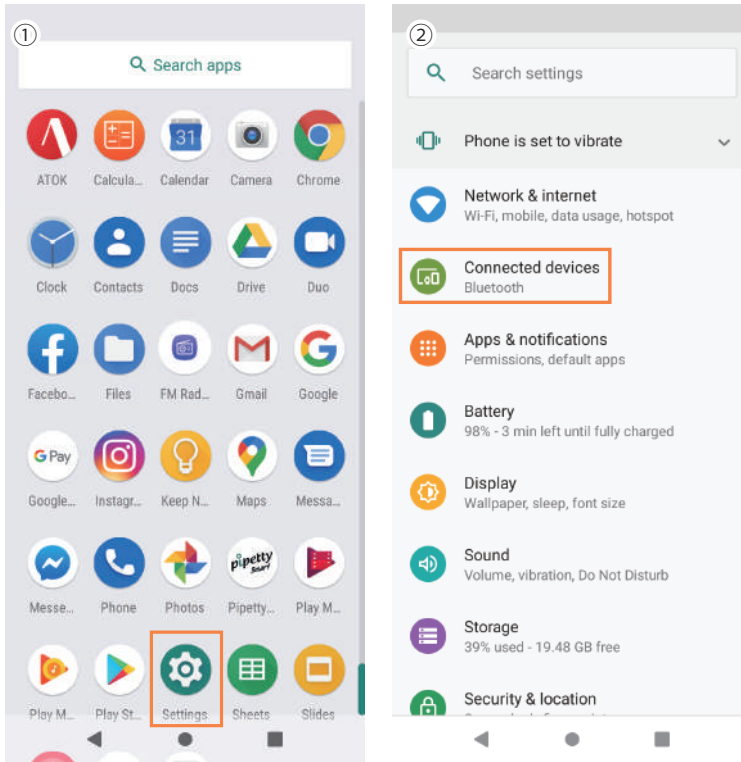 ①
Search apps
31
ATOK Calcula... Calendar Camera Chrome
Clock Contacts Docs Drive Duo
Facebo... Files FM Rad... Gmail Google
G Pay
Google... Instagr... Keep N... Maps Messa...
pipetty
Smart
Messe... Phone Photos Pipetty... Play M...
Play M... Play St... Settings Sheets Slides
②
Search settings
Phone is set to vibrate
Network & internet
Wi-Fi, mobile, data usage, hotspot
Connected devices
Bluetooth
Apps & notifications
Permissions, default apps
Battery
98% - 3 min left until fully charged
Display
Wallpaper, sleep, font size
Sound
Volume, vibration, Do Not Disturb
Storage
39% used - 19.48 GB free
Security & location